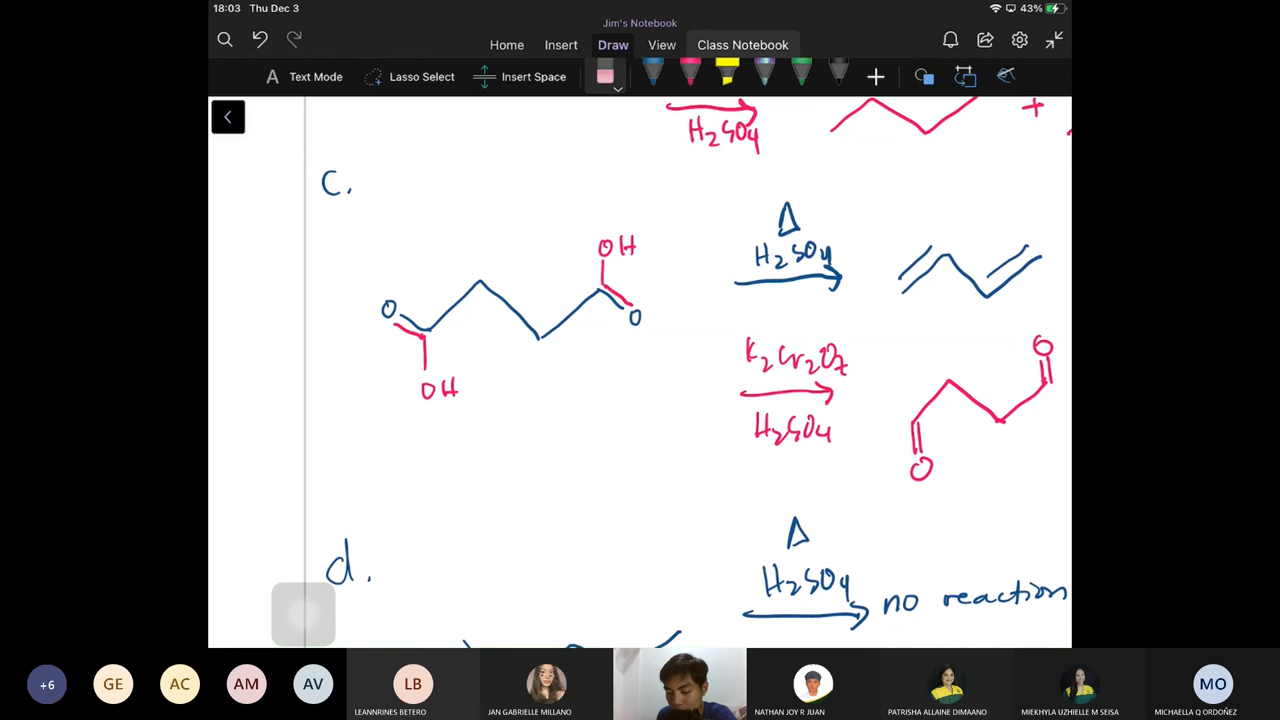 18:03 Thu Dec 3
43%
Jim's Notebook
Home Insert Draw View Class Notebook
Text Mode Lasso Select Insert Space
H₂SO₄
+
c.
OH
O
O
OH
Δ
H₂SO₄
K₂Cr₂O₇
H₂SO₄
O
O
d.
Δ
H₂SO₄
no reaction
+6 GE AC AM AV LB MO
LEANNRINES BETERO JAN GABRIELLE MILLANO NATHAN JOY R JUAN PATRISHA ALLAINE DIMAANO MIEKHYLA UZHIELLE M SEISA MICHAELLA Q ORDOÑEZ